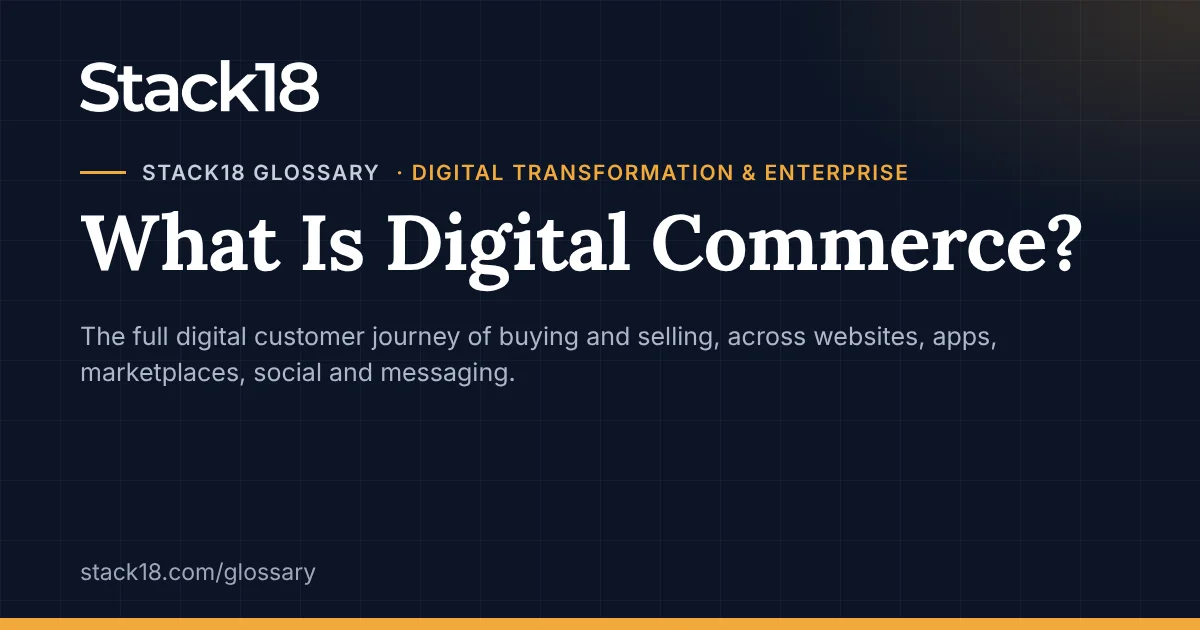 Stack18
STACK18 GLOSSARY · DIGITAL TRANSFORMATION & ENTERPRISE
What Is Digital Commerce?
The full digital customer journey of buying and selling, across websites, apps,
marketplaces, social and messaging.
stack18.com/glossary